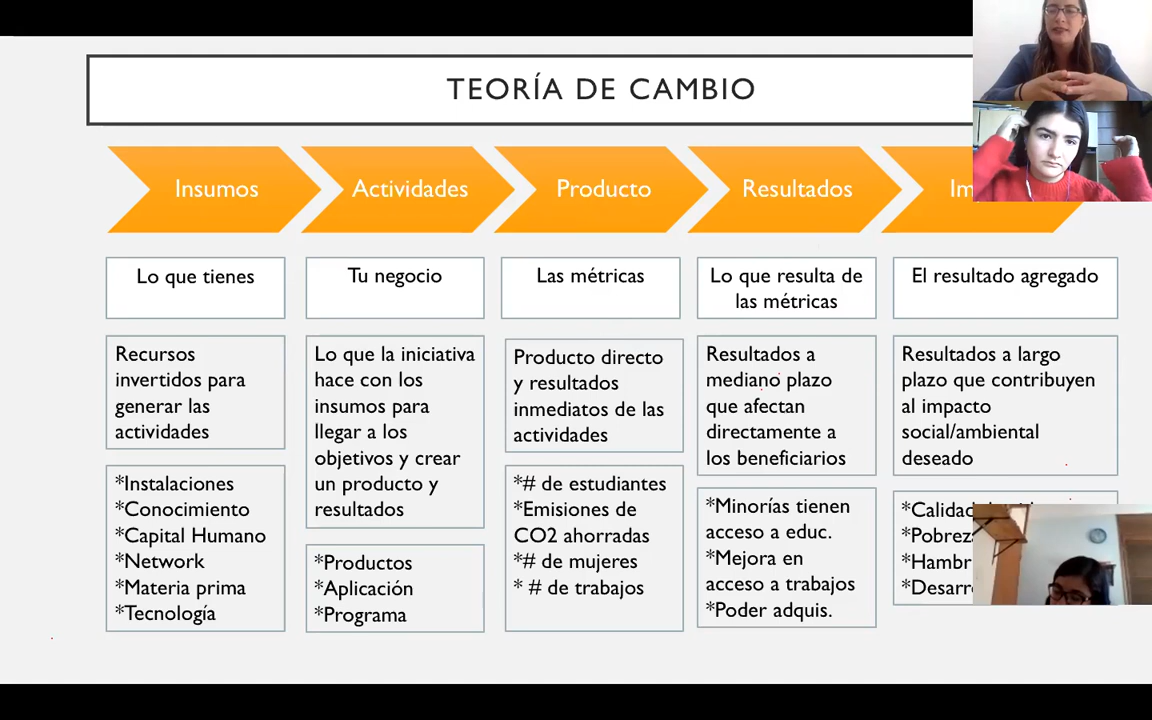 TEORÍA DE CAMBIO
Insumos
Actividades
Producto
Resultados
Lo que tienes
Tu negocio
Las métricas
Lo que resulta de
las métricas
El resultado agregado
Recursos
invertidos para
generar las
actividades
Lo que la iniciativa
hace con los
insumos para
llegar a los
objetivos y crear
un producto y
resultados
Producto directo
y resultados
inmediatos de las
actividades
Resultados a
mediano plazo
que afectan
directamente a
los beneficiarios
Resultados a largo
plazo que contribuyen
al impacto
social/ambiental
deseado
*Instalaciones
*Conocimiento
*Capital Humano
*Network
*Materia prima
*Tecnología
*Productos
*Aplicación
*Programa
*# de estudiantes
*Emisiones de
CO2 ahorradas
*# de mujeres
* # de trabajos
*Minorías tienen
acceso a educ.
*Mejora en
acceso a trabajos
*Poder adquis.
*Calidad